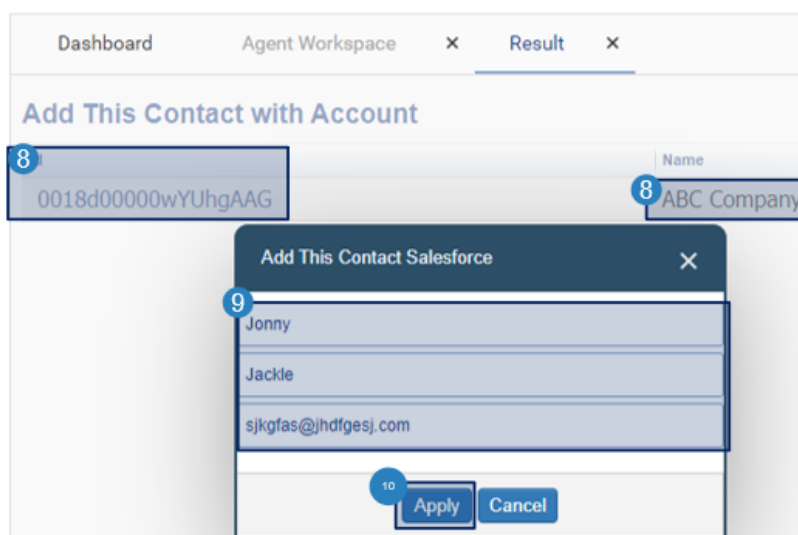 Dashboard Agent Workspace × Result ×
Add This Contact with Account
8 Name
0018d00000wYUhgAAG 8 ABC Company
Add This Contact Salesforce ×
9
Jonny
Jackle
sjkgfas@jhdfgesj.com
10
Apply Cancel